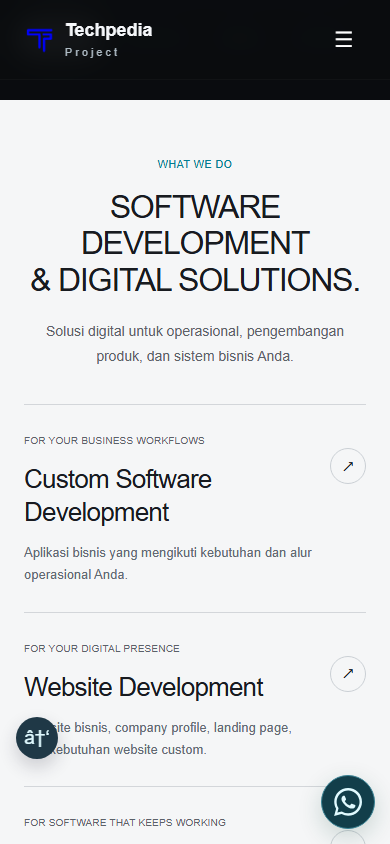 Techpedia
Project
☰
WHAT WE DO
SOFTWARE
DEVELOPMENT
& DIGITAL SOLUTIONS.
Solusi digital untuk operasional, pengembangan
produk, dan sistem bisnis Anda.
FOR YOUR BUSINESS WORKFLOWS
Custom Software
Development
↗
Aplikasi bisnis yang mengikuti kebutuhan dan alur
operasional Anda.
FOR YOUR DIGITAL PRESENCE
Website Development
↗
bisnis, company profile, landing page,
kebutuhan website custom.
â†‘
FOR SOFTWARE THAT KEEPS WORKING